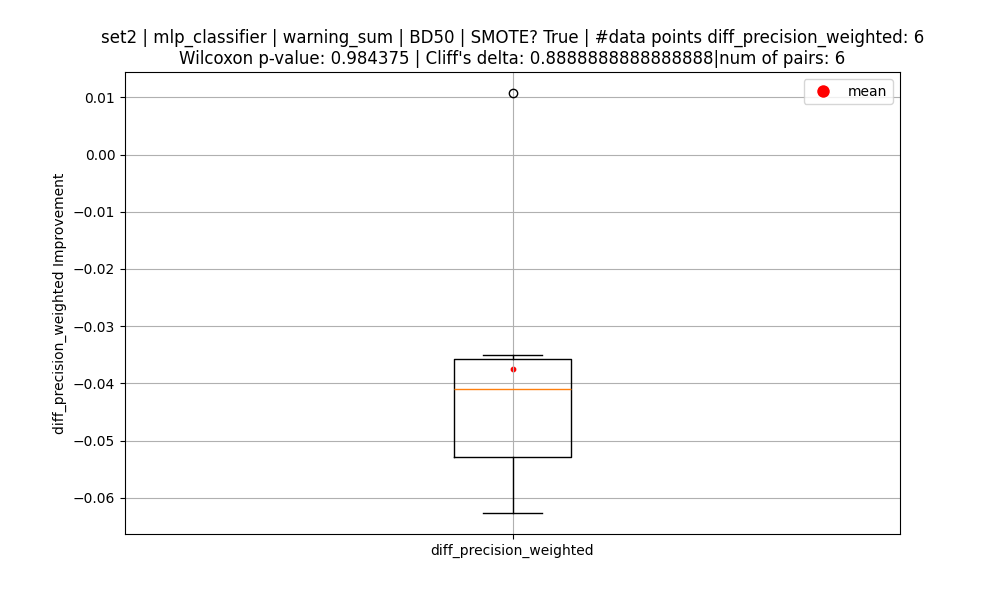 set2 | mlp_classifier | warning_sum | BD50 | SMOTE? True | #data points diff_precision_weighted: 6
Wilcoxon p-value: 0.984375 | Cliff's delta: 0.8888888888888888|num of pairs: 6
mean
0.01
0.00
−0.01
−0.02
−0.03
−0.04
−0.05
−0.06
diff_precision_weighted Improvement
diff_precision_weighted